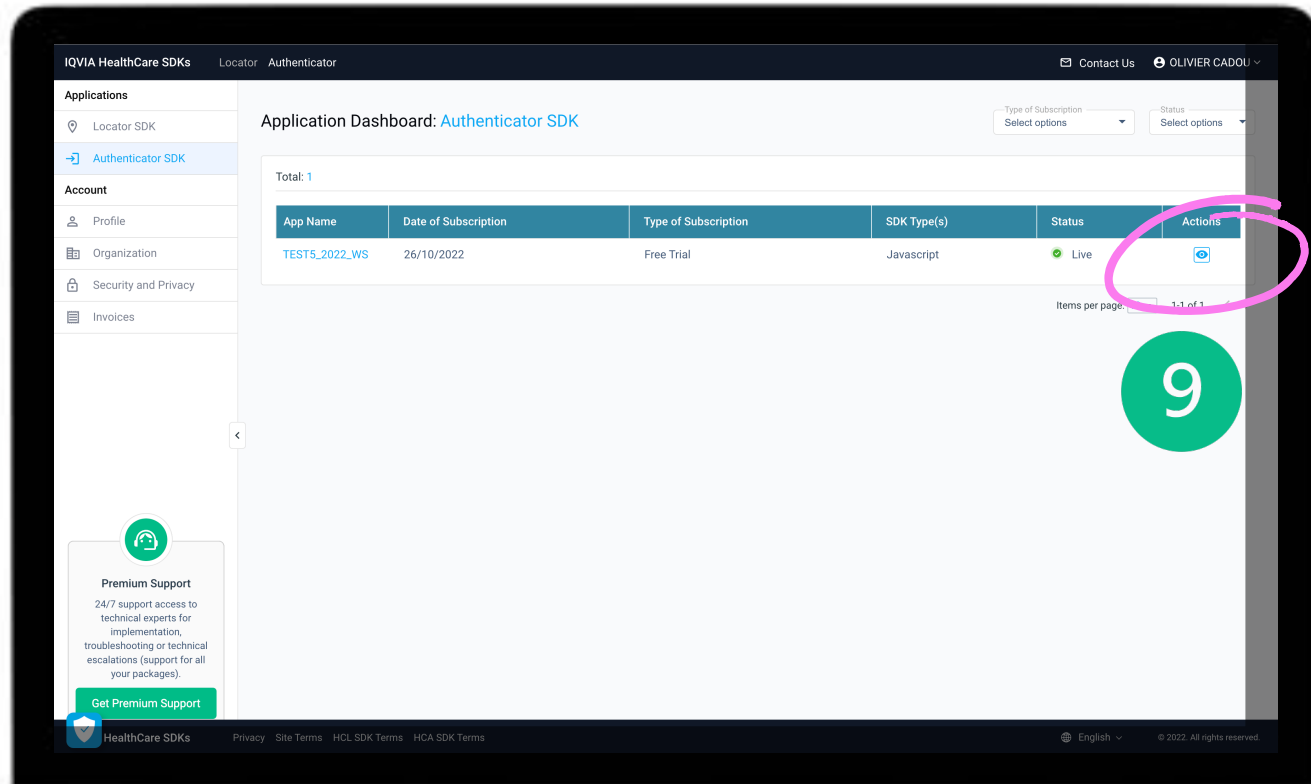 IQVIA HealthCare SDKs Locator Authenticator Contact Us OLIVIER CADOU
Applications
Locator SDK
Authenticator SDK
Account
Profile
Organization
Security and Privacy
Invoices
Application Dashboard: Authenticator SDK
Type of Subscription
Select options
Status
Select options
Total: 1
App Name Date of Subscription Type of Subscription SDK Type(s) Status Actions
TEST5_2022_WS 26/10/2022 Free Trial Javascript Live
Items per page: 1-1 of 1
9
Premium Support
24/7 support access to
technical experts for
implementation,
troubleshooting or technical
escalations (support for all
your packages).
Get Premium Support
HealthCare SDKs Privacy Site Terms HCL SDK Terms HCA SDK Terms English © 2022. All rights reserved.